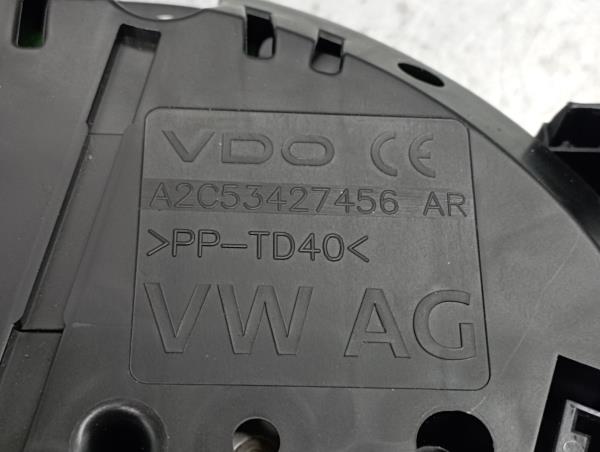 VDO CE
A2C53427456 AR
>PP-TD40<
VW AG